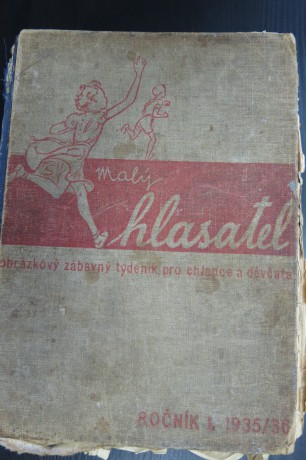 Malý
hlasatel
obrázkový zábavný týdeník pro chlapce a děvčata
ROČNÍK I. 1935/36